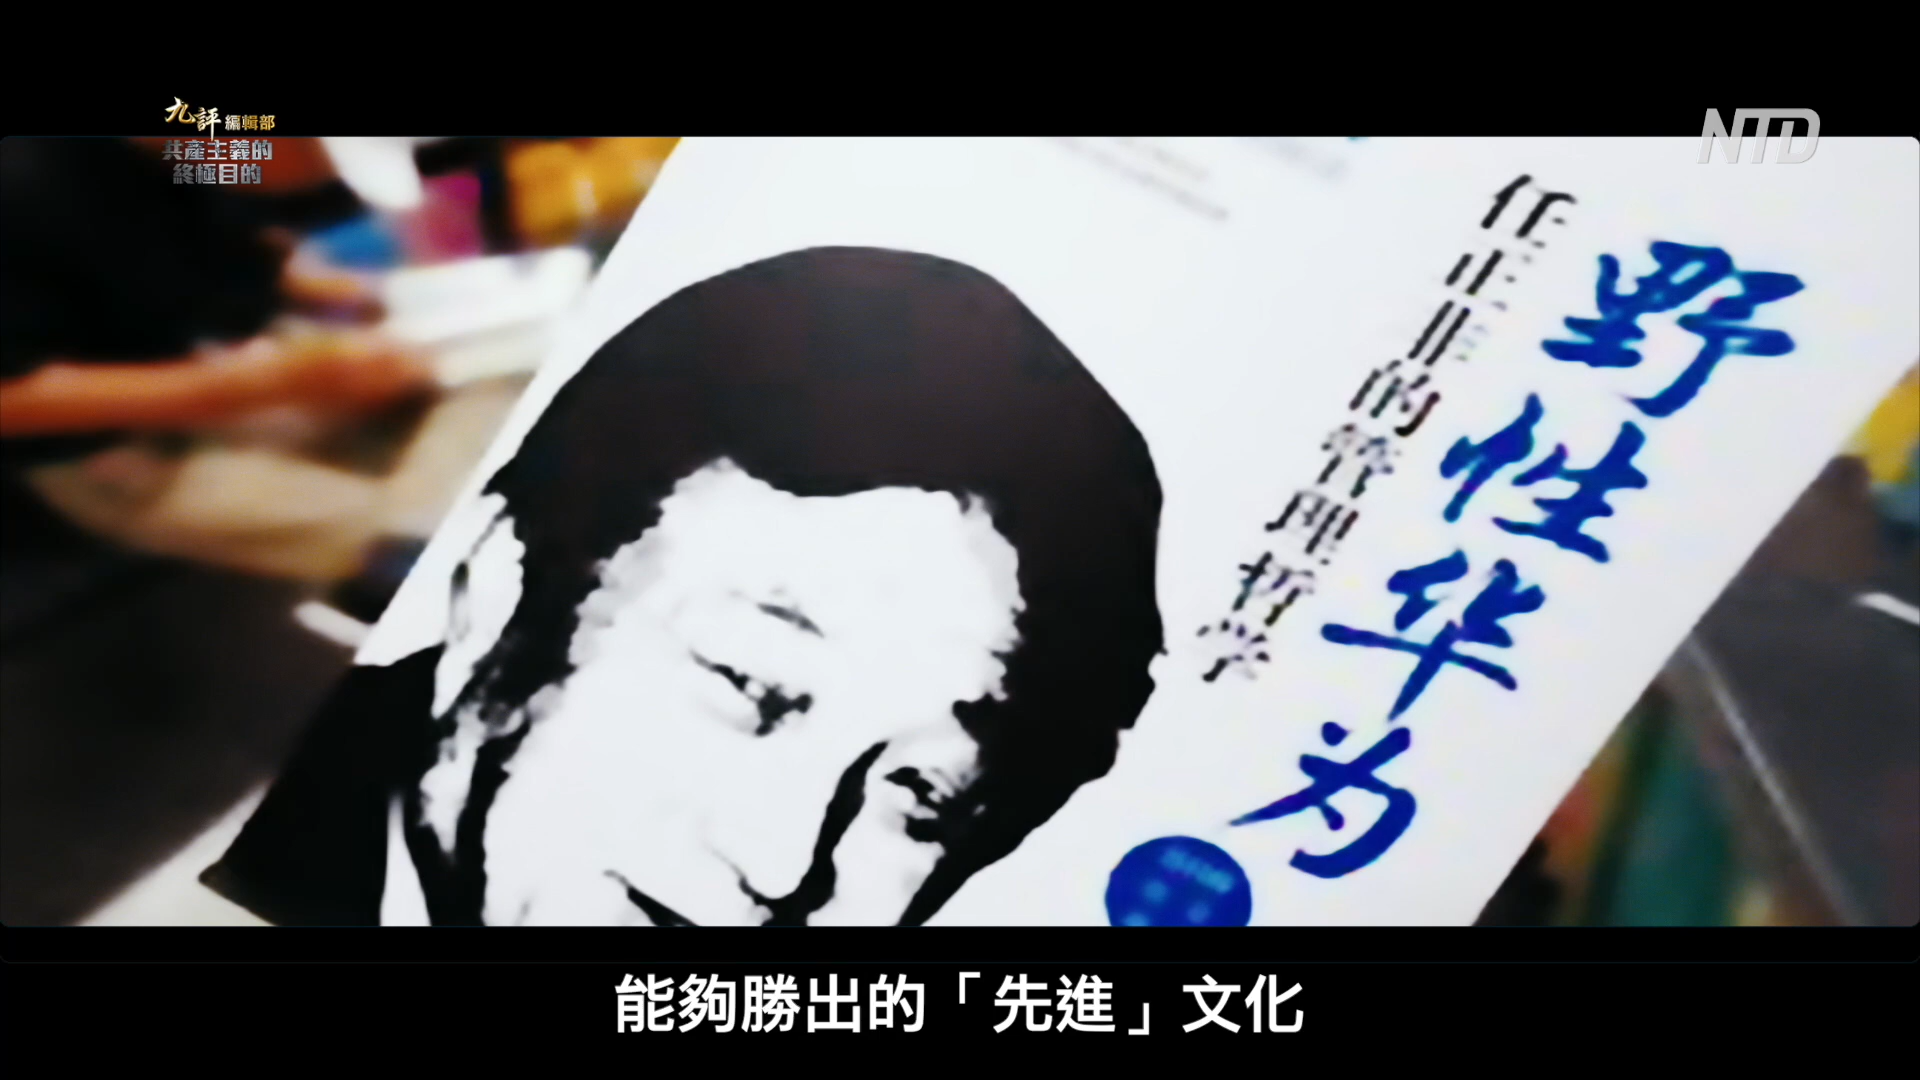 九評編輯部
共產主義的
終極目的
NTD
野性华为
任正非的管理哲学
能夠勝出的「先進」文化